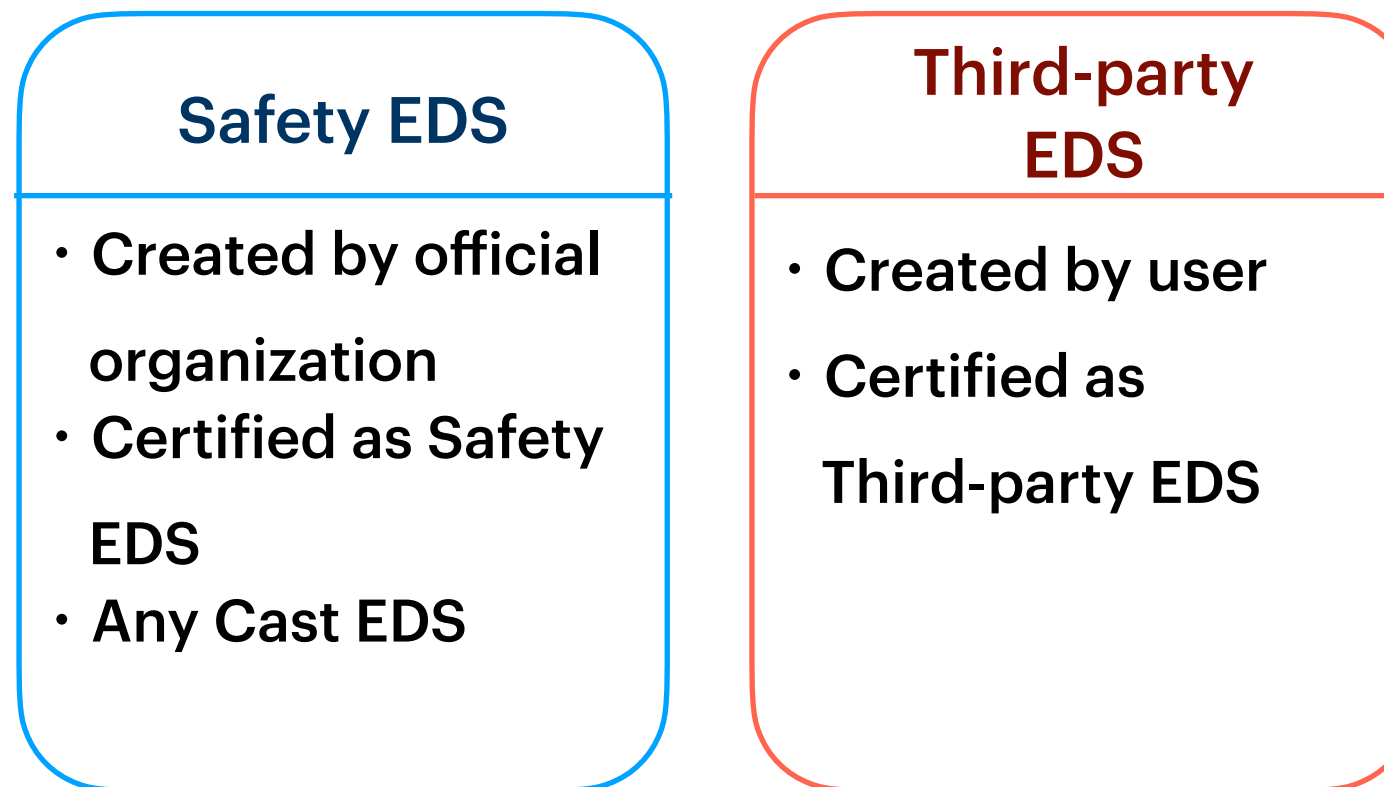 Safety EDS
・Created by official
organization
・Certified as Safety
EDS
・Any Cast EDS
Third-party
EDS
・Created by user
・Certified as
Third-party EDS